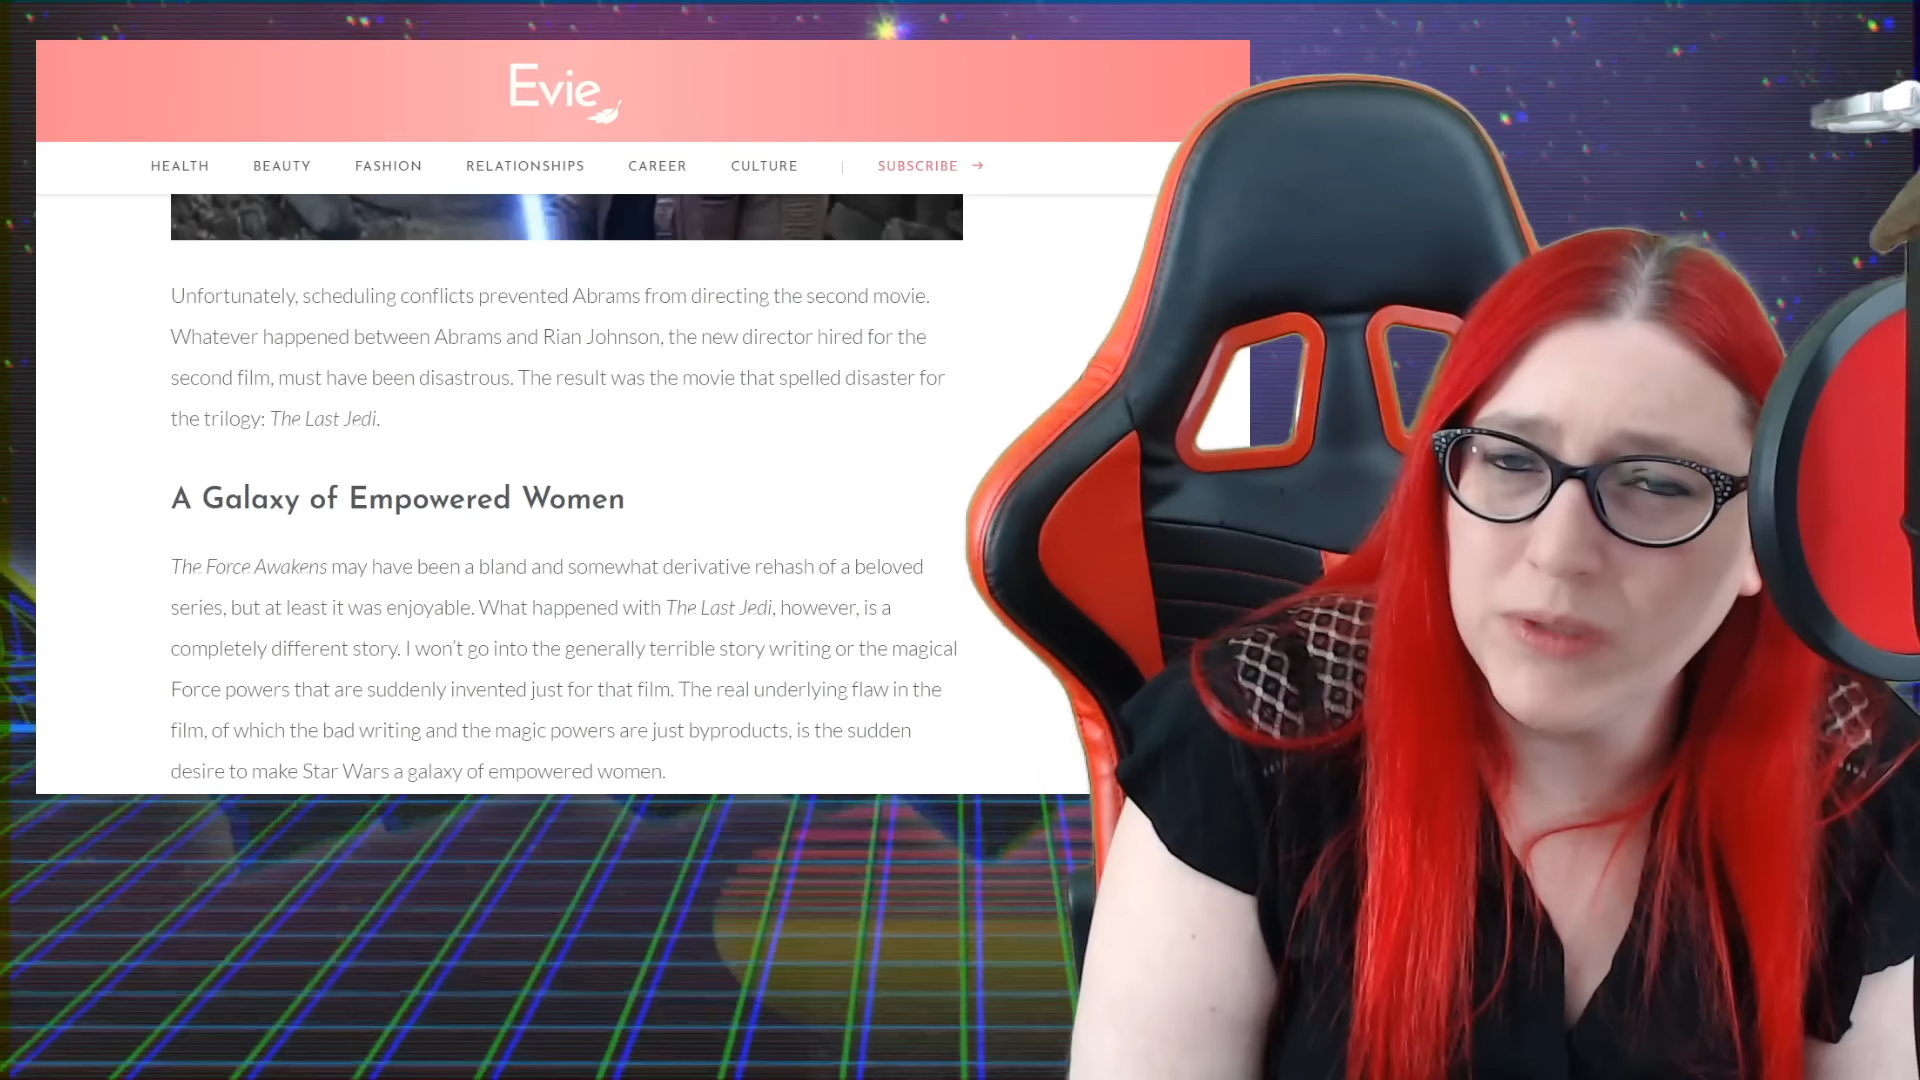 Evie
HEALTH BEAUTY FASHION RELATIONSHIPS CAREER CULTURE | SUBSCRIBE →
Unfortunately, scheduling conflicts prevented Abrams from directing the second movie.
Whatever happened between Abrams and Rian Johnson, the new director hired for the
second film, must have been disastrous. The result was the movie that spelled disaster for
the trilogy: The Last Jedi.
A Galaxy of Empowered Women
The Force Awakens may have been a bland and somewhat derivative rehash of a beloved
series, but at least it was enjoyable. What happened with The Last Jedi, however, is a
completely different story. I won’t go into the generally terrible story writing or the magical
Force powers that are suddenly invented just for that film. The real underlying flaw in the
film, of which the bad writing and the magic powers are just byproducts, is the sudden
desire to make Star Wars a galaxy of empowered women.